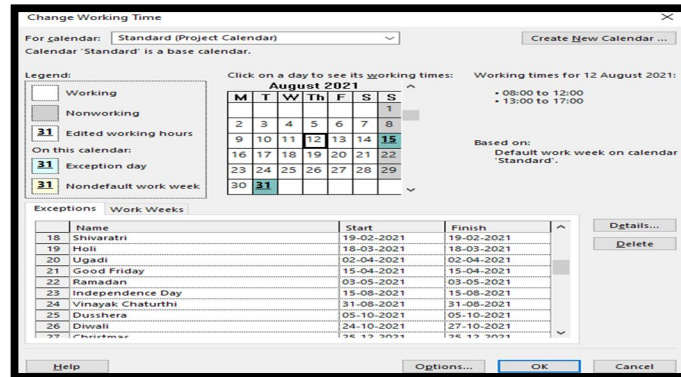 Change Working Time
For calendar: Standard (Project Calendar)
Create New Calendar ...
Calendar 'Standard' is a base calendar.
Legend:
Working
Nonworking
31 Edited working hours
On this calendar:
31 Exception day
31 Nondefault work week
Click on a day to see its working times:
August 2021
M T W Th F S S
1
2 3 4 5 6 7 8
9 10 11 12 13 14 15
16 17 18 19 20 21 22
23 24 25 26 27 28 29
30 31
Working times for 12 August 2021:
• 08:00 to 12:00
• 13:00 to 17:00
Based on:
Default work week on calendar
'Standard'.
Exceptions Work Weeks
Name Start Finish
18 Shivaratri 19-02-2021 19-02-2021
19 Holi 18-03-2021 18-03-2021
20 Ugadi 02-04-2021 02-04-2021
21 Good Friday 15-04-2021 15-04-2021
22 Ramadan 03-05-2021 03-05-2021
23 Independence Day 15-08-2021 15-08-2021
24 Vinayak Chaturthi 31-08-2021 31-08-2021
25 Dusshera 05-10-2021 05-10-2021
26 Diwali 24-10-2021 27-10-2021
27 Christmas 25-12-2021 25-12-2021
Details...
Delete
Help
Options...
OK
Cancel